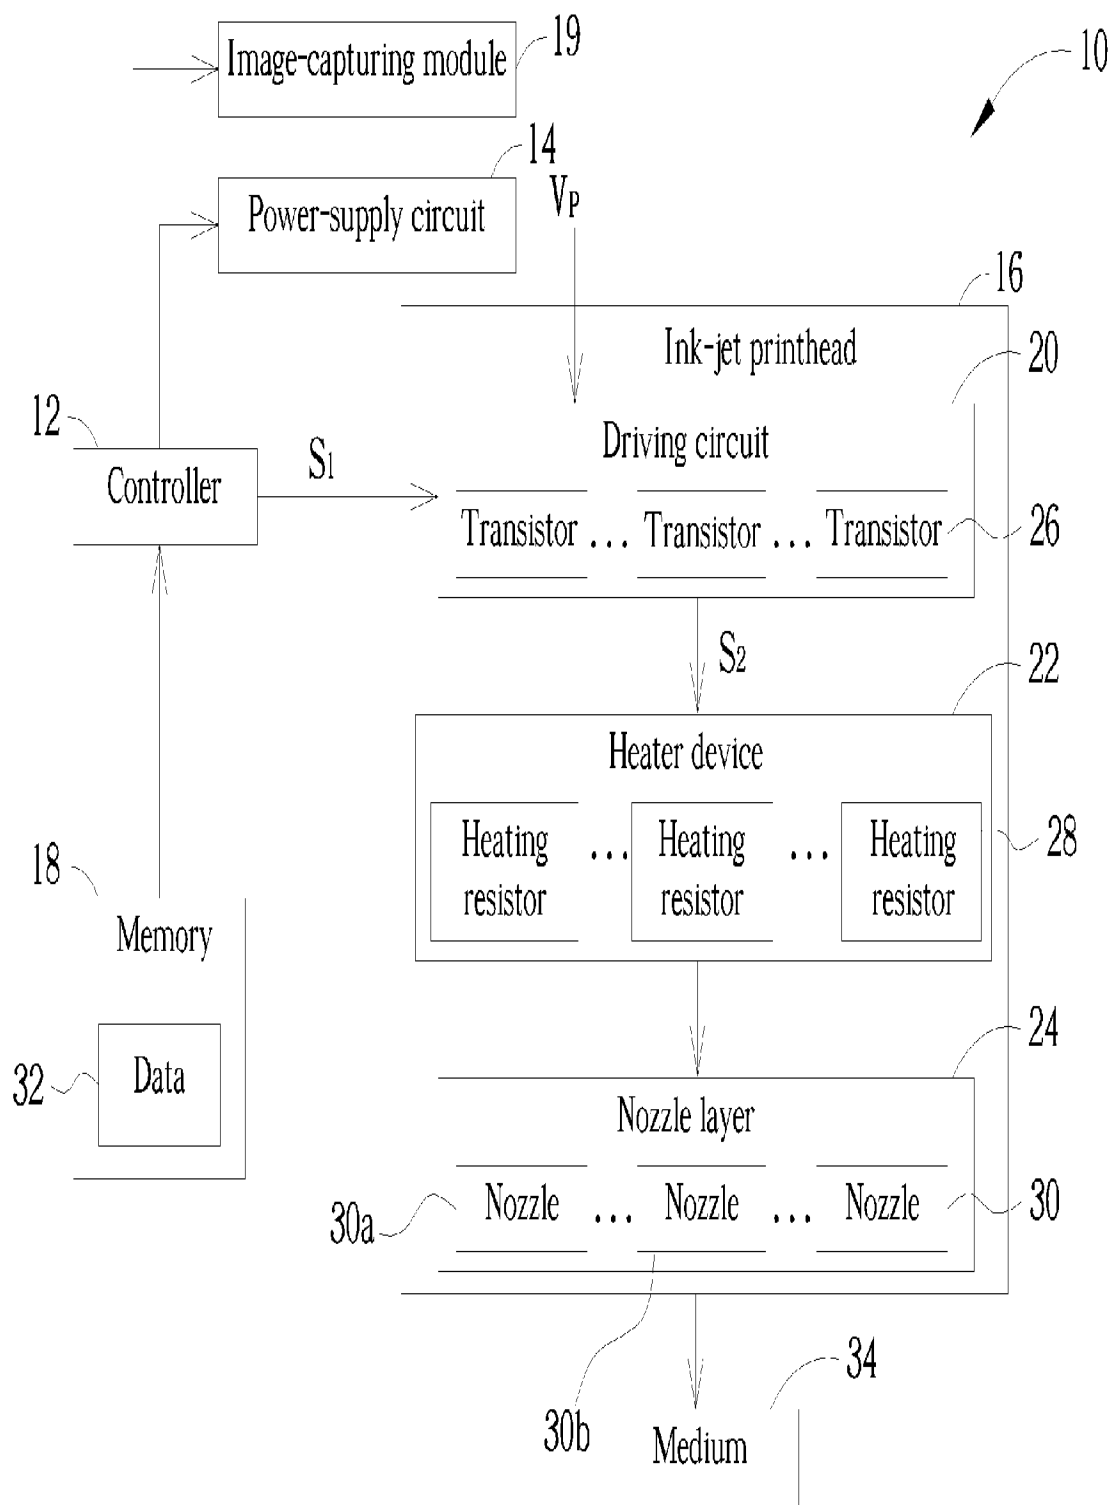 Image-capturing module
19
10
14
Power-supply circuit
VP
16
Ink-jet printhead
20
12
Controller
S1
Driving circuit
Transistor ... Transistor ... Transistor
26
S2
22
Heater device
Heating ... Heating ... Heating
resistor resistor resistor
28
18
Memory
32
Data
24
Nozzle layer
30a
Nozzle ... Nozzle ... Nozzle
30
30b
34
Medium